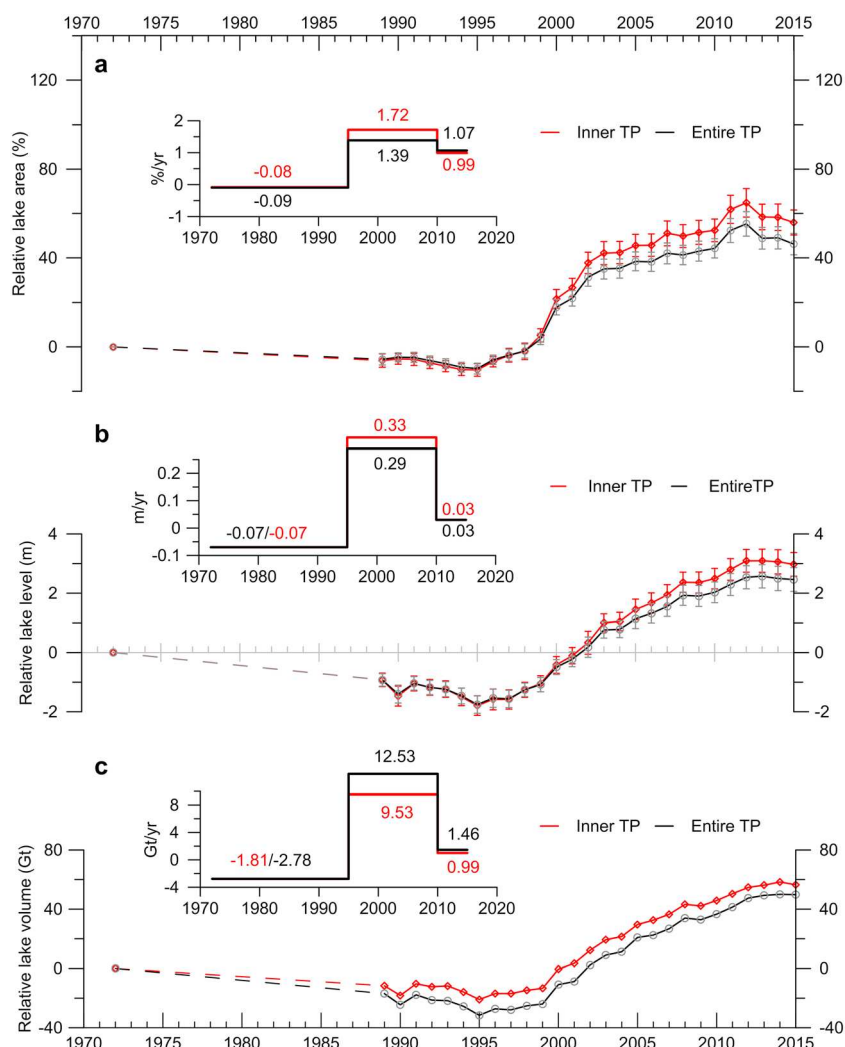 1970 1975 1980 1985 1990 1995 2000 2005 2010 2015
a
Relative lake area (%)
120 120
80 80
40 40
0 0
Inner TP Entire TP
%/yr
2
1
0
-1
1970 1980 1990 2000 2010 2020
-0.08
-0.09
1.72
1.39
1.07
0.99
b
Relative lake level (m)
4 4
2 2
0 0
-2 -2
Inner TP EntireTP
m/yr
0.2
0.1
0
-0.1
1970 1980 1990 2000 2010 2020
-0.07/-0.07
0.33
0.29
0.03
0.03
c
Relative lake volume (Gt)
80 80
40 40
0 0
-40 -40
Inner TP Entire TP
Gt/yr
8
4
0
-4
1970 1980 1990 2000 2010 2020
-1.81/-2.78
12.53
9.53
1.46
0.99
1970 1975 1980 1985 1990 1995 2000 2005 2010 2015